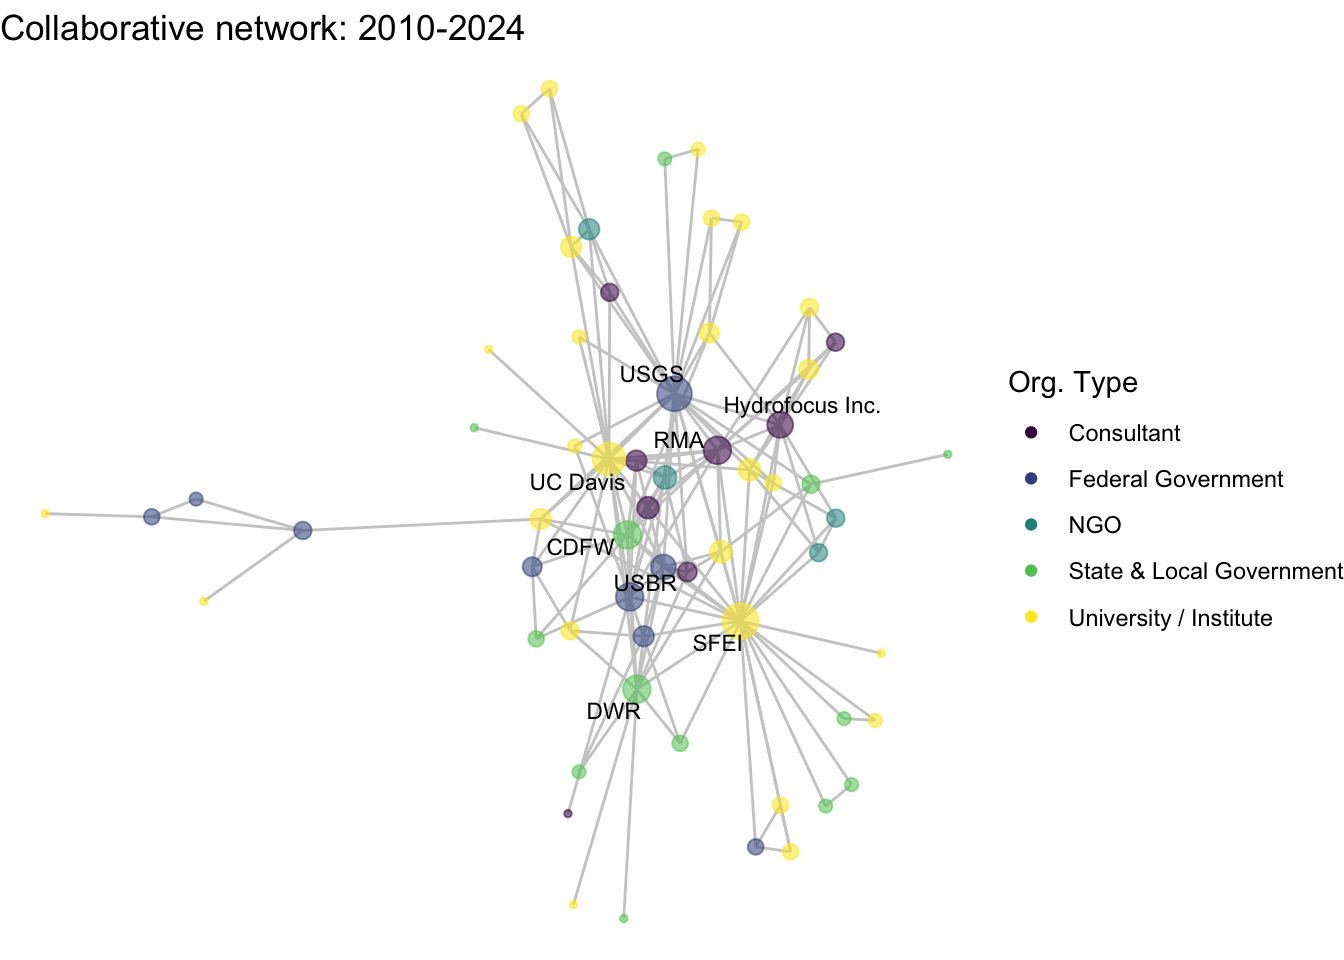 Collaborative network: 2010-2024
USGS
Hydrofocus Inc.
RMA
UC Davis
CDFW
USBR
SFEI
DWR
Org. Type
Consultant
Federal Government
NGO
State & Local Government
University / Institute